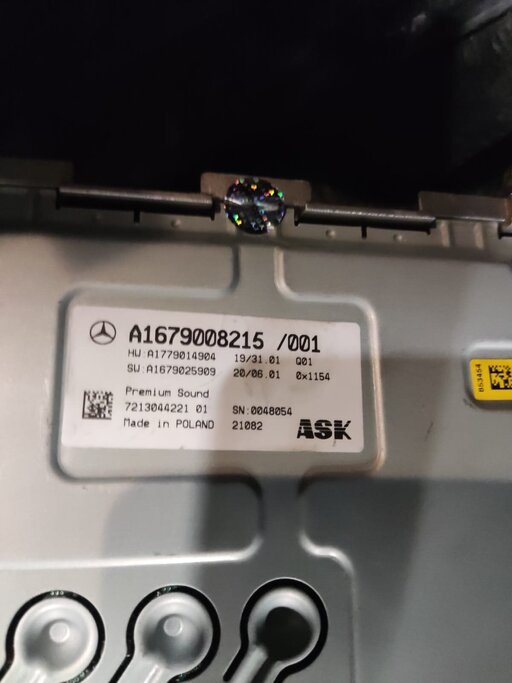 A1679008215 /001
HW:A1779014904 19/31.01 Q01
SW:A1679025909 20/06.01 0x1154
Premium Sound
7213044221 01 SN:0048054
Made in POLAND 21082
ASK
853454